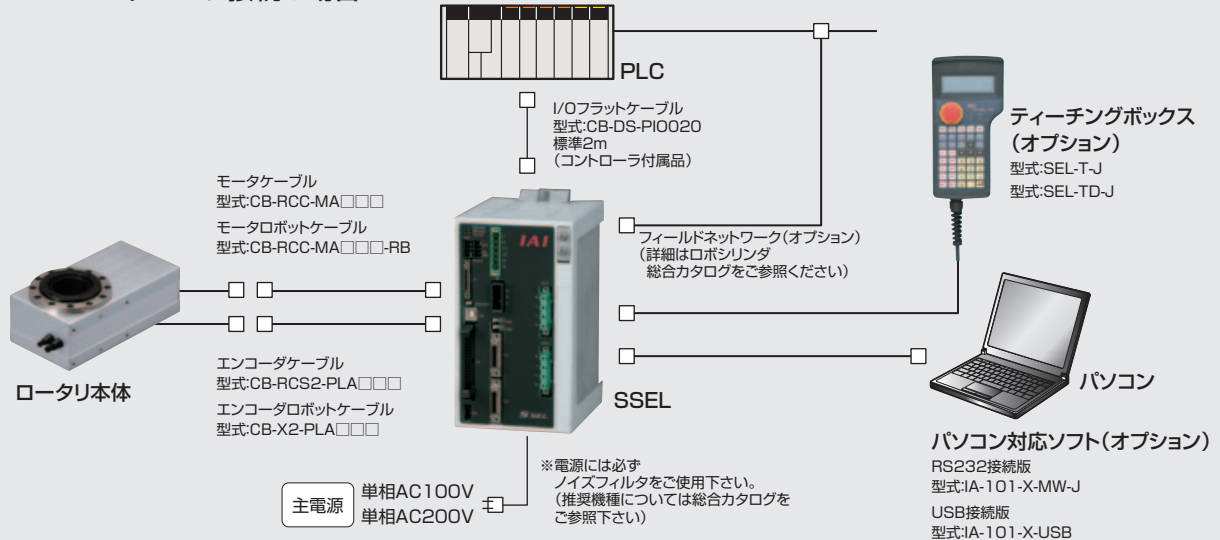 PLC
I/Oフラットケーブル
型式:CB-DS-PIO020
標準2m
(コントローラ付属品)
ティーチングボックス
(オプション)
型式:SEL-T-J
型式:SEL-TD-J
モータケーブル
型式:CB-RCC-MA□□□
モータロボットケーブル
型式:CB-RCC-MA□□□-RB
IAI
フィールドネットワーク(オプション)
(詳細はロボシリンダ
総合カタログをご参照ください)
ロータリ本体
エンコーダケーブル
型式:CB-RCS2-PLA□□□
エンコーダロボットケーブル
型式:CB-X2-PLA□□□
SSEL
パソコン
パソコン対応ソフト(オプション)
RS232接続版
型式:IA-101-X-MW-J
USB接続版
型式:IA-101-X-USB
主電源
単相AC100V
単相AC200V
※電源には必ず
ノイズフィルタをご使用下さい。
(推奨機種については総合カタログを
ご参照下さい)